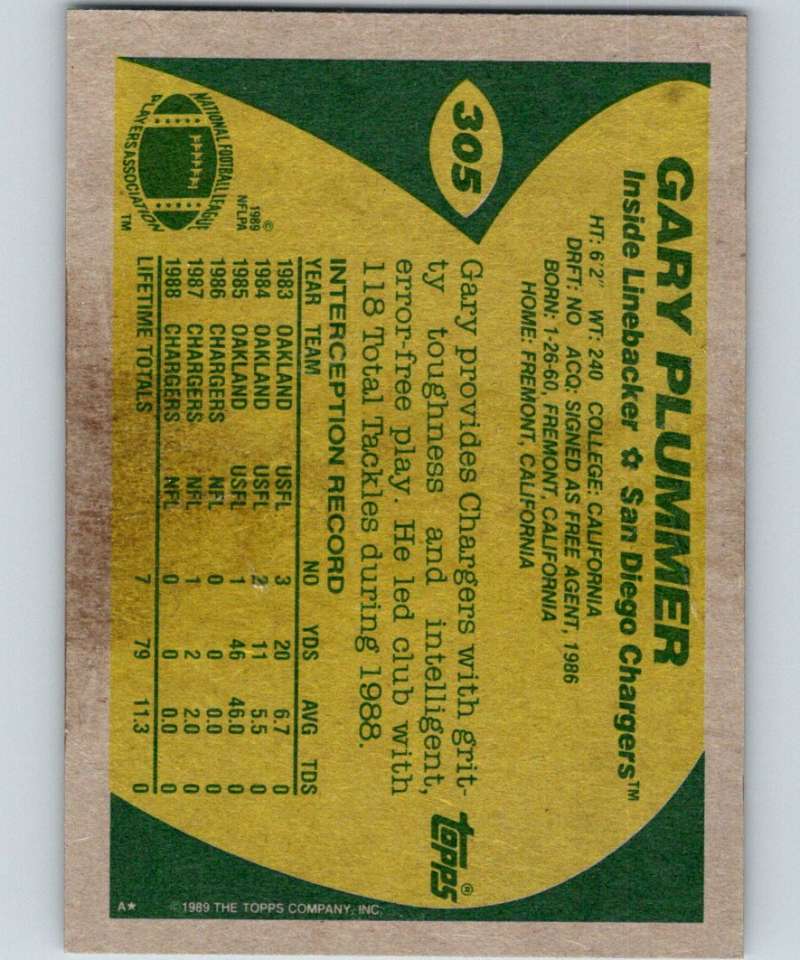 305
GARY PLUMMER
Inside Linebacker ✿ San Diego Chargers™
HT: 6'2" WT: 240 COLLEGE: CALIFORNIA
DRFT: NO ACQ: SIGNED AS FREE AGENT, 1986
BORN: 1-26-60, FREMONT, CALIFORNIA
HOME: FREMONT, CALIFORNIA
Gary provides Chargers with grit-
ty toughness and intelligent,
error-free play. He led club with
118 Total Tackles during 1988.
topps®
INTERCEPTION RECORD
YEAR TEAM NO YDS AVG TDS
1983 OAKLAND USFL 3 20 6.7 0
1984 OAKLAND USFL 2 11 5.5 0
1985 OAKLAND USFL 1 46 46.0 0
1986 CHARGERS NFL 0 0 0.0 0
1987 CHARGERS NFL 1 2 2.0 0
1988 CHARGERS NFL 0 0 0.0 0
LIFETIME TOTALS 7 79 11.3 0
NATIONAL FOOTBALL LEAGUE
PLAYERS ASSOCIATION
™
©
1989
NFLPA
A★ ©1989 THE TOPPS COMPANY, INC.